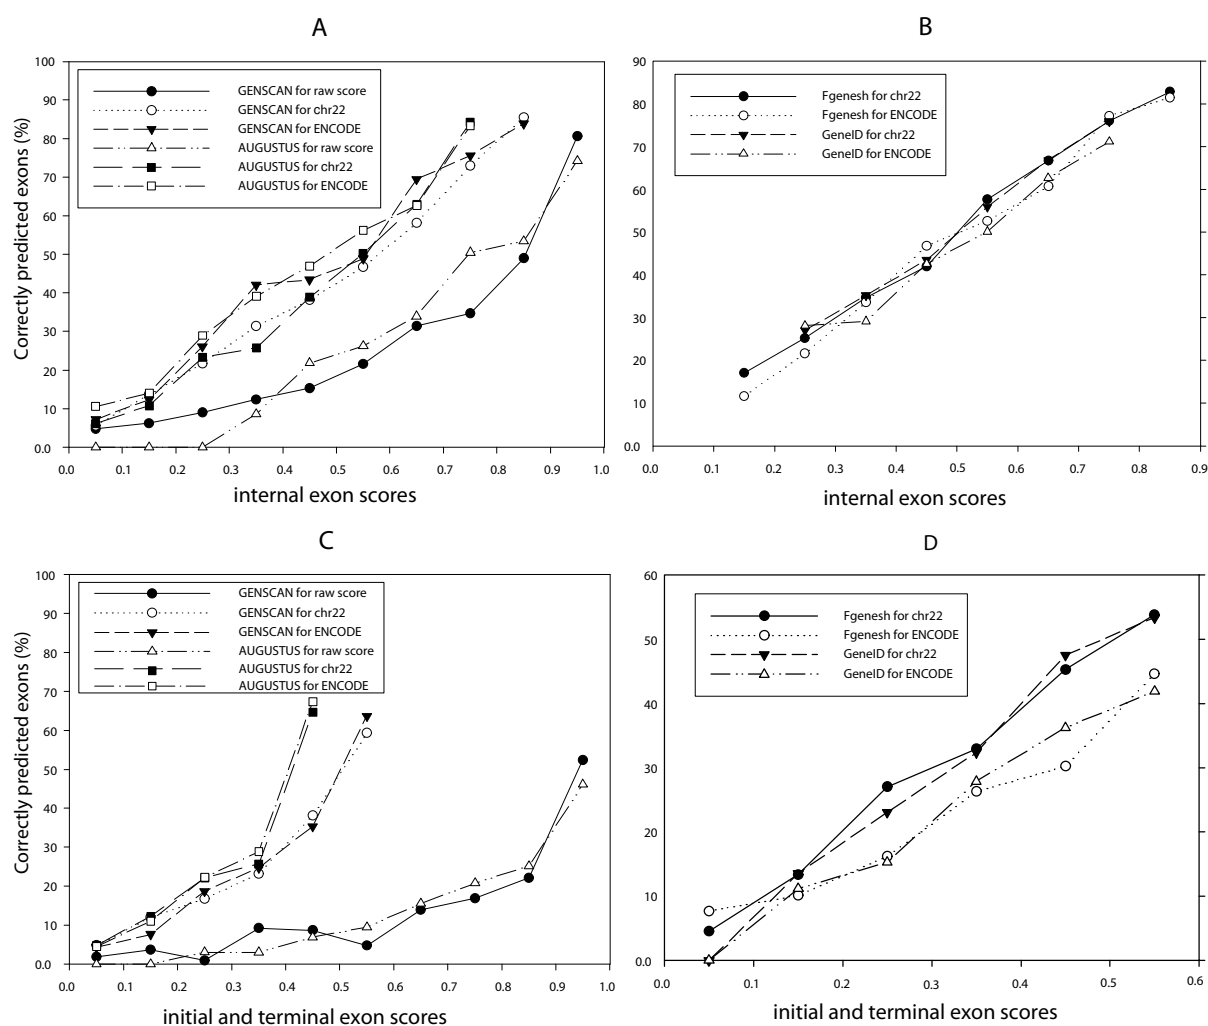 A
Correctly predicted exons (%)
100
90
80
70
60
50
40
30
20
10
0.0
GENSCAN for raw score
GENSCAN for chr22
GENSCAN for ENCODE
AUGUSTUS for raw score
AUGUSTUS for chr22
AUGUSTUS for ENCODE
0.0 0.1 0.2 0.3 0.4 0.5 0.6 0.7 0.8 0.9 1.0
internal exon scores
B
90
80
70
60
50
40
30
20
10
0.0
Fgenesh for chr22
Fgenesh for ENCODE
GeneID for chr22
GeneID for ENCODE
0.0 0.1 0.2 0.3 0.4 0.5 0.6 0.7 0.8 0.9
internal exon scores
C
Correctly predicted exons (%)
100
90
80
70
60
50
40
30
20
10
0.0
GENSCAN for raw score
GENSCAN for chr22
GENSCAN for ENCODE
AUGUSTUS for raw score
AUGUSTUS for chr22
AUGUSTUS for ENCODE
0.0 0.1 0.2 0.3 0.4 0.5 0.6 0.7 0.8 0.9 1.0
initial and terminal exon scores
D
60
50
40
30
20
10
0.0
Fgenesh for chr22
Fgenesh for ENCODE
GeneID for chr22
GeneID for ENCODE
0.0 0.1 0.2 0.3 0.4 0.5 0.6
initial and terminal exon scores